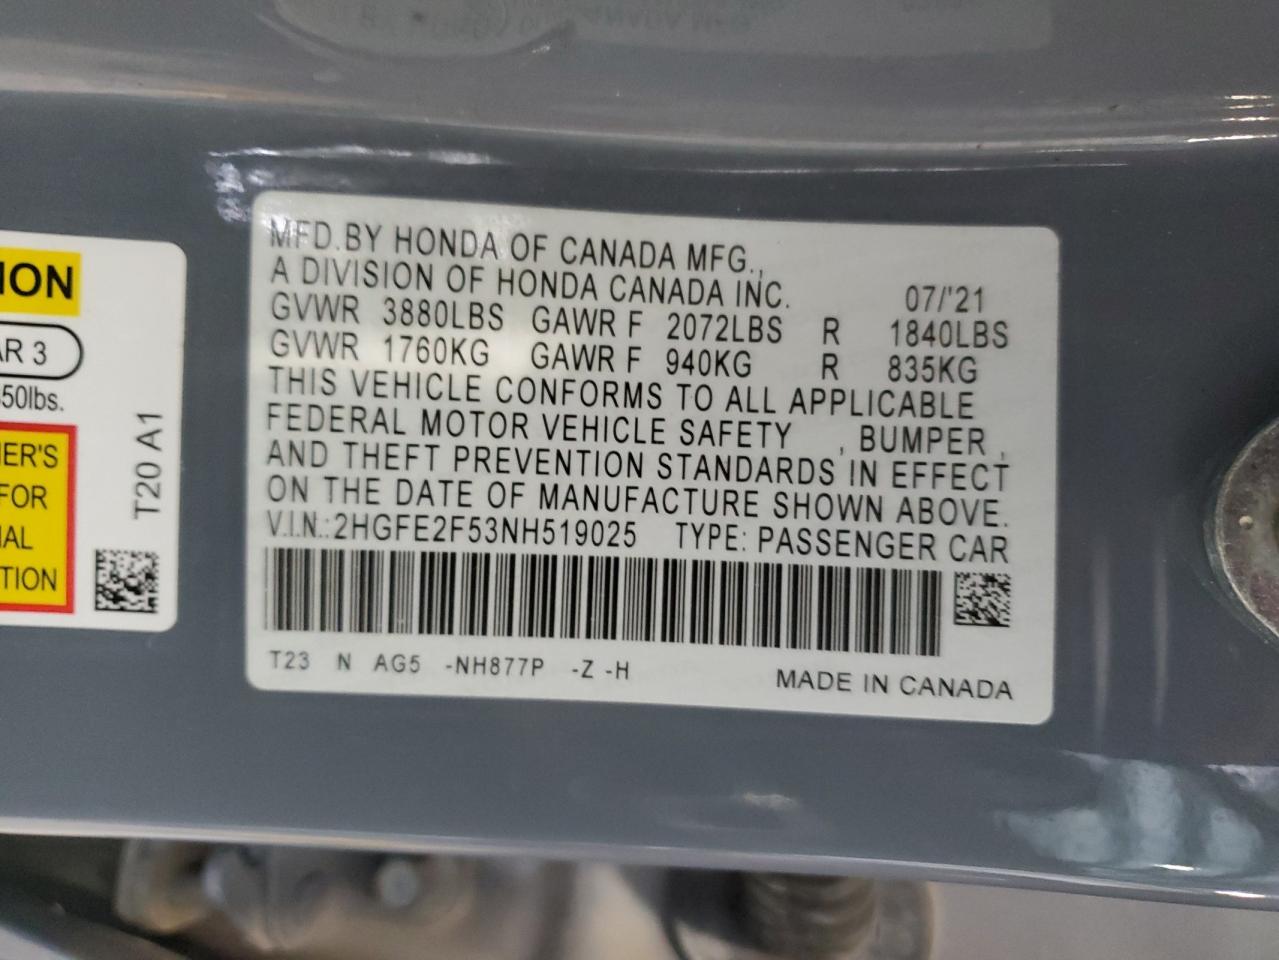 MFD.BY HONDA OF CANADA MFG.,
A DIVISION OF HONDA CANADA INC. 07/'21
GVWR 3880LBS GAWR F 2072LBS R 1840LBS
GVWR 1760KG GAWR F 940KG R 835KG
THIS VEHICLE CONFORMS TO ALL APPLICABLE
FEDERAL MOTOR VEHICLE SAFETY , BUMPER ,
AND THEFT PREVENTION STANDARDS IN EFFECT
ON THE DATE OF MANUFACTURE SHOWN ABOVE.
V.I.N.:2HGFE2F53NH519025 TYPE: PASSENGER CAR
T23 N AG5 -NH877P -Z -H
MADE IN CANADA
ION
AR 3
50lbs.
ER'S
FOR
IAL
TION
T20 A1